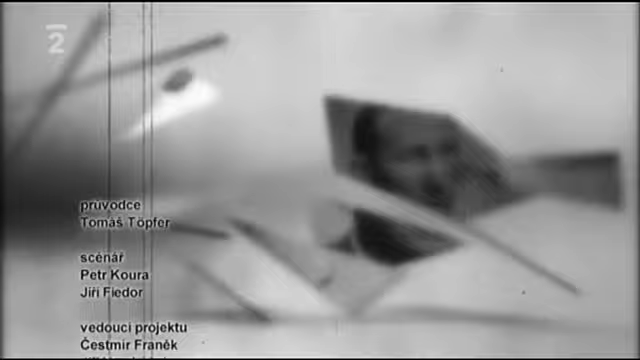 2
průvodce
Tomáš Töpfer
scénář
Petr Koura
Jiří Fiedor
vedoucí projektu
Čestmír Franěk